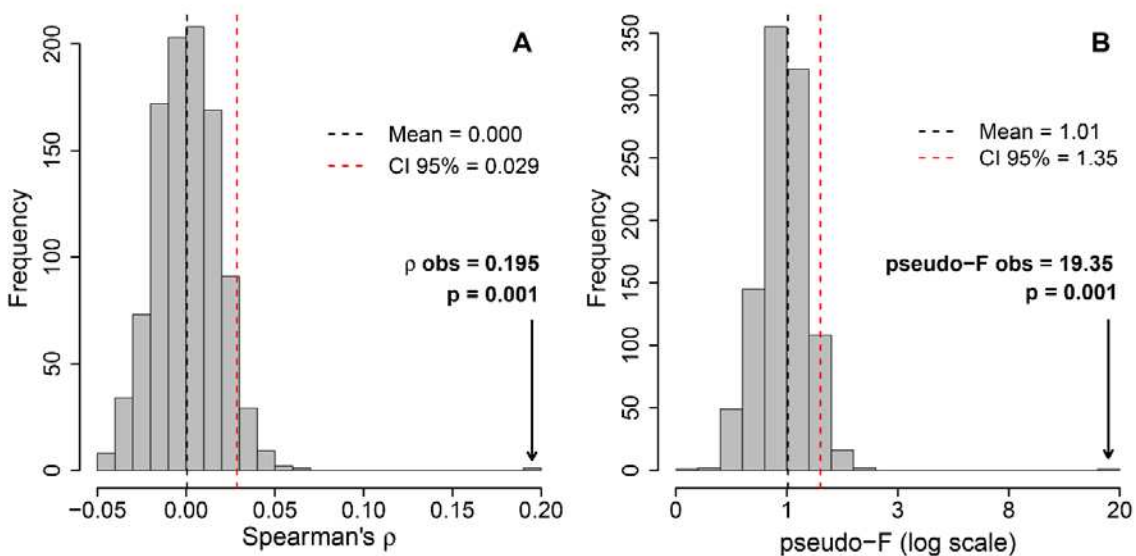 A
Frequency
200
150
100
50
0
Mean = 0.000
CI 95% = 0.029
ρ obs = 0.195
p = 0.001
−0.05 0.00 0.05 0.10 0.15 0.20
Spearman's ρ
B
Frequency
350
300
250
200
150
100
50
0
Mean = 1.01
CI 95% = 1.35
pseudo−F obs = 19.35
p = 0.001
0 1 3 8 20
pseudo−F (log scale)